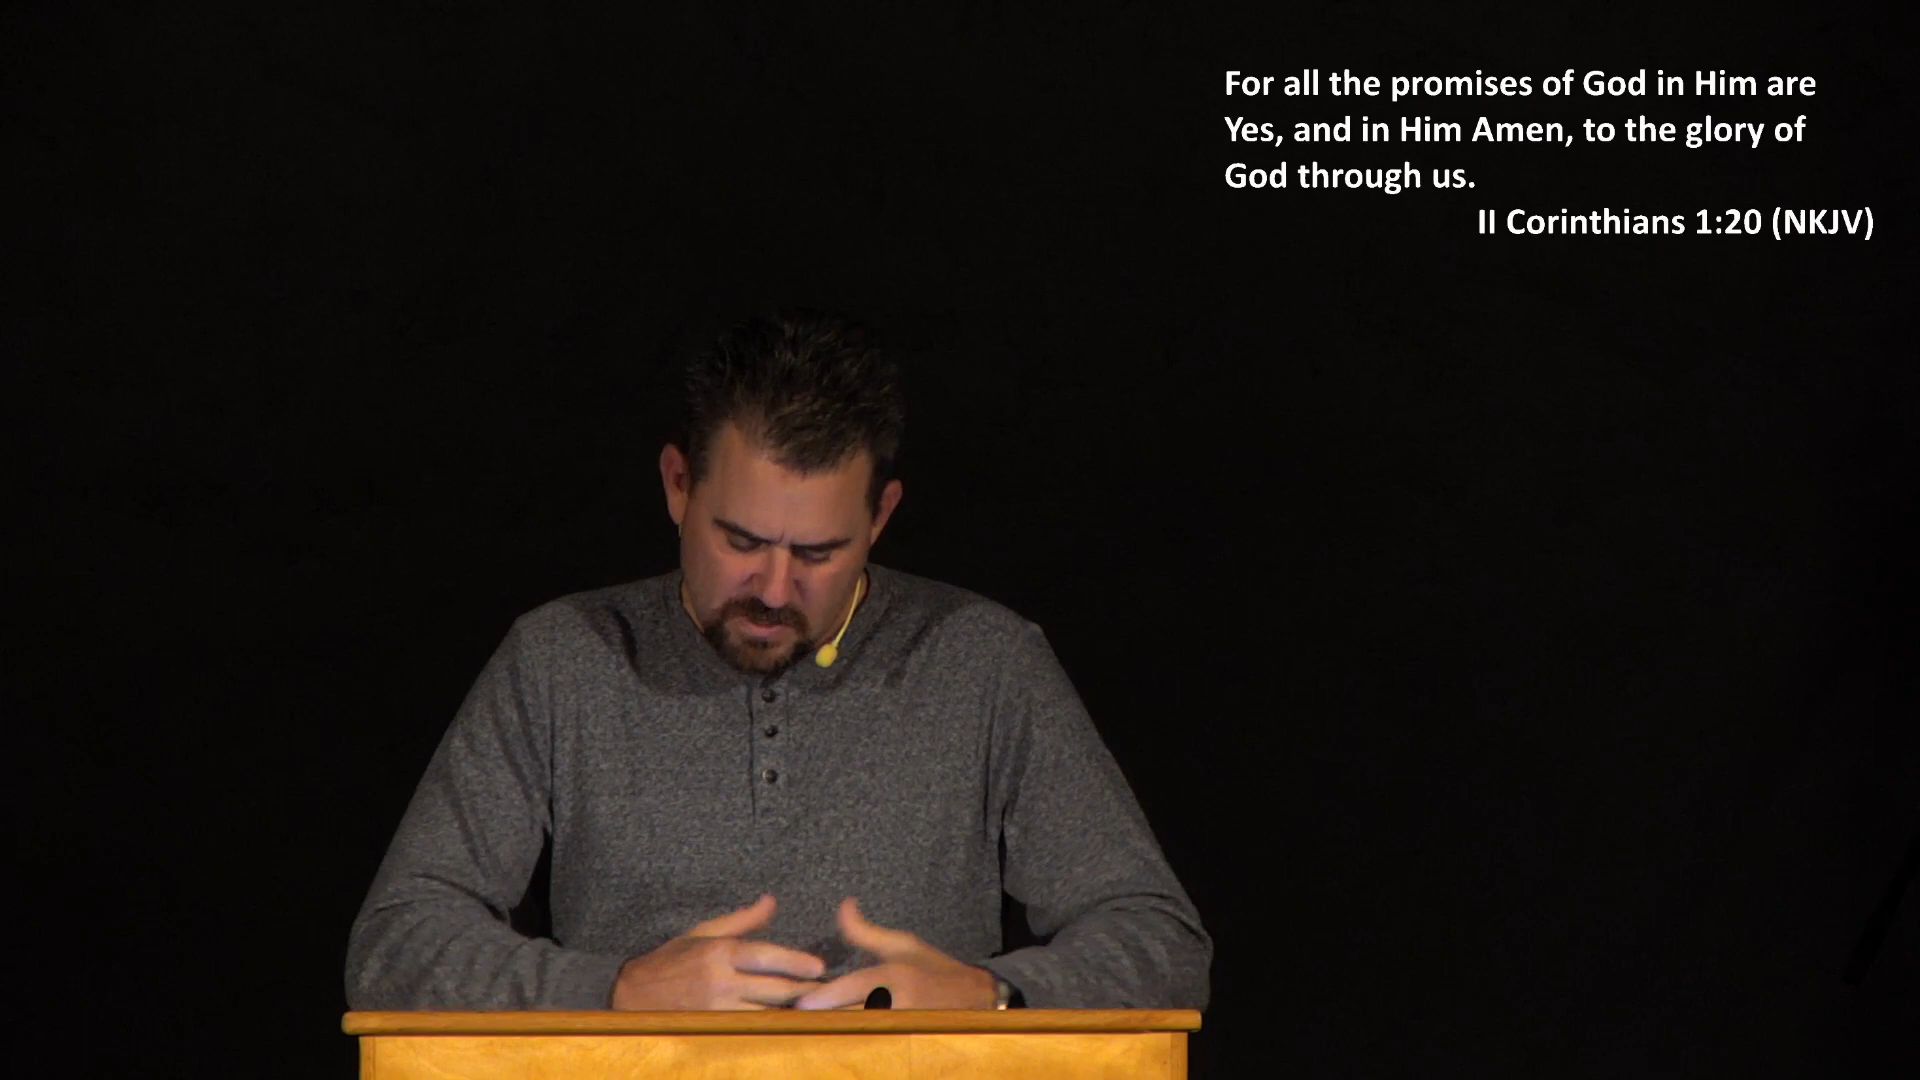 For all the promises of God in Him are
Yes, and in Him Amen, to the glory of
God through us.
II Corinthians 1:20 (NKJV)